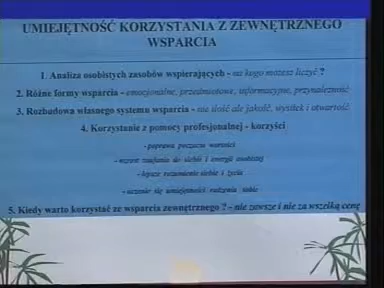 UMIEJĘTNOŚĆ KORZYSTANIA Z ZEWNĘTRZNEGO
WSPARCIA
1. Analiza osobistych zasobów wspierających - na kogo możesz liczyć ?
2. Różne formy wsparcia - emocjonalne, przedmiotowe, informacyjne, przynależność
3. Rozbudowa własnego systemu wsparcia - nie ilość ale jakość, wysiłek i otwartość
4. Korzystanie z pomocy profesjonalnej - korzyści
- poprawa poczucia wartości
- wzrost zaufania do siebie i energii osobistej
- lepsze rozumienie siebie i życia
- uczenie się umiejętności radzenia sobie
5. Kiedy warto korzystać ze wsparcia zewnętrznego ? - nie zawsze i nie za wszelką cenę